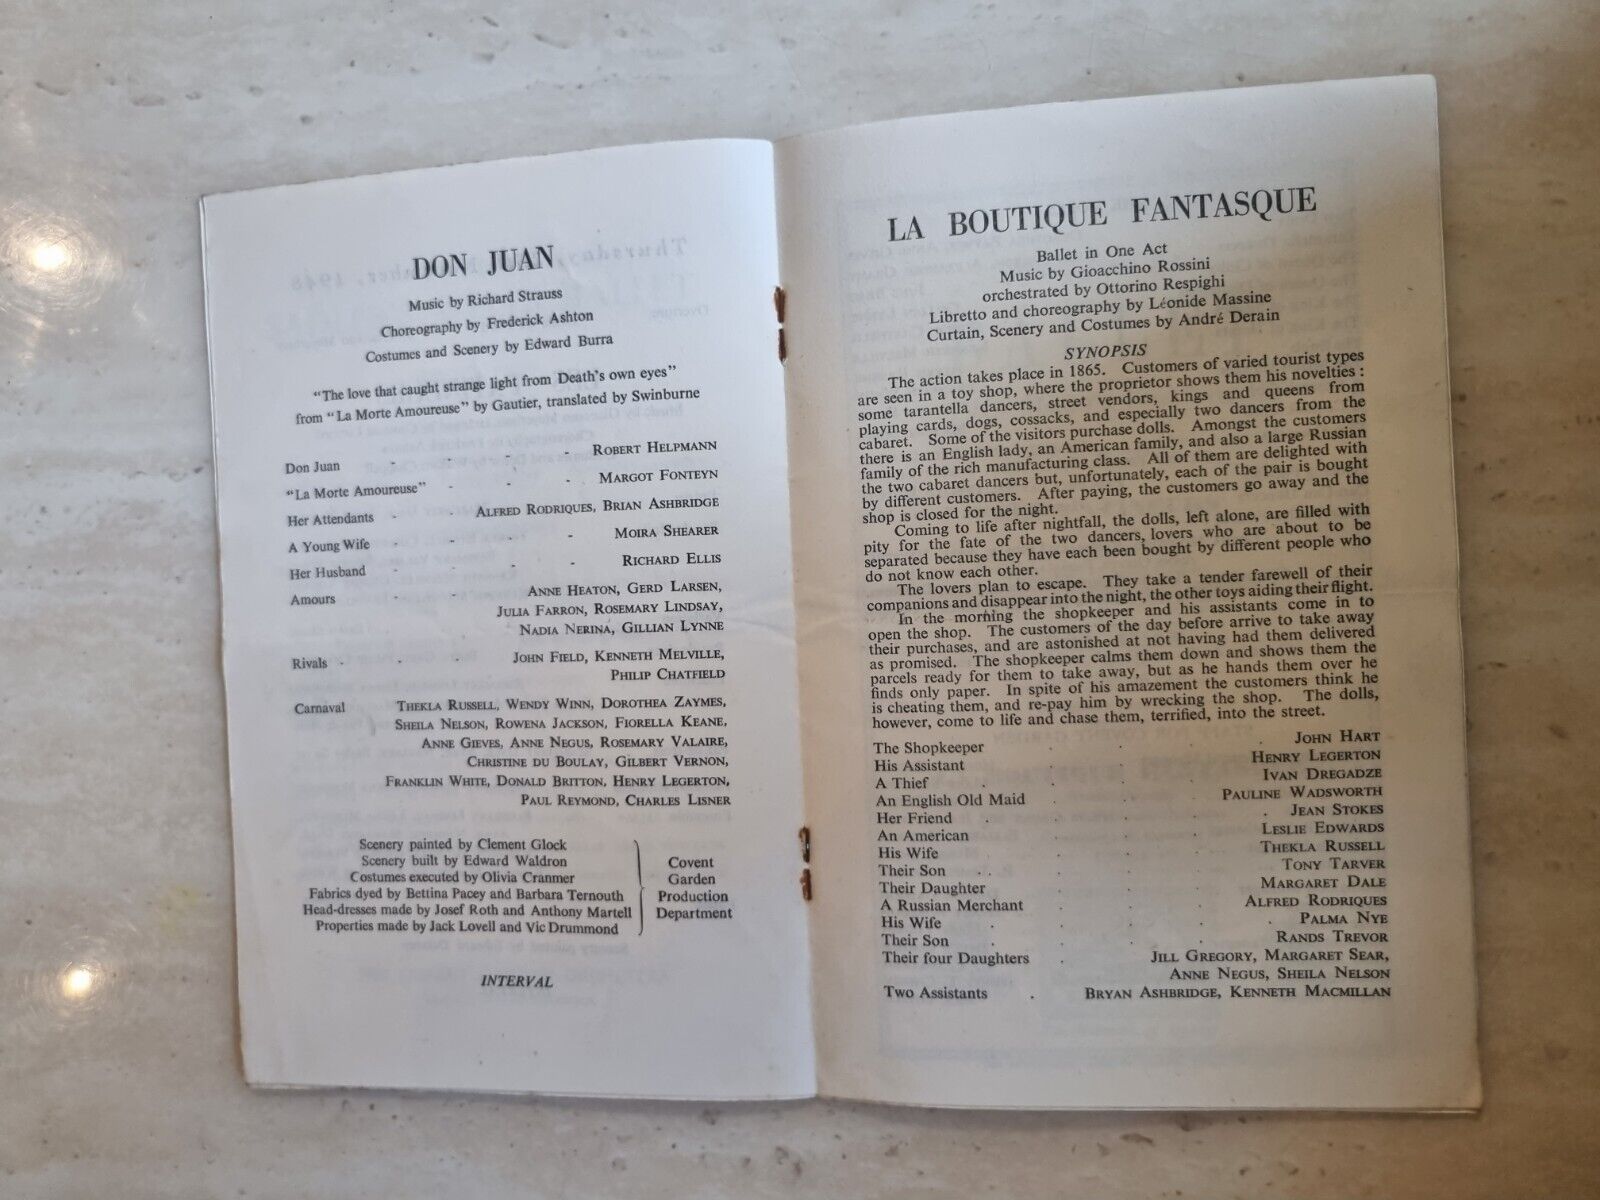 DON JUAN
Music by Richard Strauss
Choreography by Frederick Ashton
Costumes and Scenery by Edward Burra
"The love that caught strange light from Death's own eyes"
from "La Morte Amoureuse" by Gautier, translated by Swinburne
Don Juan - - - - ROBERT HELPMANN
"La Morte Amoureuse" - - - MARGOT FONTEYN
Her Attendants - - ALFRED RODRIQUES, BRIAN ASHBRIDGE
A Young Wife - - - - MOIRA SHEARER
Her Husband - - - - RICHARD ELLIS
Amours - - - ANNE HEATON, GERD LARSEN,
JULIA FARRON, ROSEMARY LINDSAY,
NADIA NERINA, GILLIAN LYNNE
Rivals - - - JOHN FIELD, KENNETH MELVILLE,
PHILIP CHATFIELD
Carnaval THEKLA RUSSELL, WENDY WINN, DOROTHEA ZAYMES,
SHEILA NELSON, ROWENA JACKSON, FIORELLA KEANE,
ANNE GIEVES, ANNE NEGUS, ROSEMARY VALAIRE,
CHRISTINE DU BOULAY, GILBERT VERNON,
FRANKLIN WHITE, DONALD BRITTON, HENRY LEGERTON,
PAUL REYMOND, CHARLES LISNER
Scenery painted by Clement Glock
Scenery built by Edward Waldron
Costumes executed by Olivia Cranmer
Fabrics dyed by Bettina Pacey and Barbara Ternouth
Head-dresses made by Josef Roth and Anthony Martell
Properties made by Jack Lovell and Vic Drummond
Covent
Garden
Production
Department
INTERVAL
LA BOUTIQUE FANTASQUE
Ballet in One Act
Music by Gioacchino Rossini
orchestrated by Ottorino Respighi
Libretto and choreography by Léonide Massine
Curtain, Scenery and Costumes by André Derain
SYNOPSIS
The action takes place in 1865. Customers of varied tourist types
are seen in a toy shop, where the proprietor shows them his novelties :
some tarantella dancers, street vendors, kings and queens from
playing cards, dogs, cossacks, and especially two dancers from the
cabaret. Some of the visitors purchase dolls. Amongst the customers
there is an English lady, an American family, and also a large Russian
family of the rich manufacturing class. All of them are delighted with
the two cabaret dancers but, unfortunately, each of the pair is bought
by different customers. After paying, the customers go away and the
shop is closed for the night.
Coming to life after nightfall, the dolls, left alone, are filled with
pity for the fate of the two dancers, lovers who are about to be
separated because they have each been bought by different people who
do not know each other.
The lovers plan to escape. They take a tender farewell of their
companions and disappear into the night, the other toys aiding their flight.
In the morning the shopkeeper and his assistants come in to
open the shop. The customers of the day before arrive to take away
their purchases, and are astonished at not having had them delivered
as promised. The shopkeeper calms them down and shows them the
parcels ready for them to take away, but as he hands them over he
finds only paper. In spite of his amazement the customers think he
is cheating them, and re-pay him by wrecking the shop. The dolls,
however, come to life and chase them, terrified, into the street.
The Shopkeeper . . . JOHN HART
His Assistant . . . HENRY LEGERTON
A Thief . . . . IVAN DREGADZE
An English Old Maid . . . PAULINE WADSWORTH
Her Friend . . . . JEAN STOKES
An American . . . LESLIE EDWARDS
His Wife . . . THEKLA RUSSELL
Their Son . . . . TONY TARVER
Their Daughter . . . MARGARET DALE
A Russian Merchant . . . ALFRED RODRIQUES
His Wife . . . . PALMA NYE
Their Son . . . . RANDS TREVOR
Their four Daughters . JILL GREGORY, MARGARET SEAR,
ANNE NEGUS, SHEILA NELSON
Two Assistants . BRYAN ASHBRIDGE, KENNETH MACMILLAN